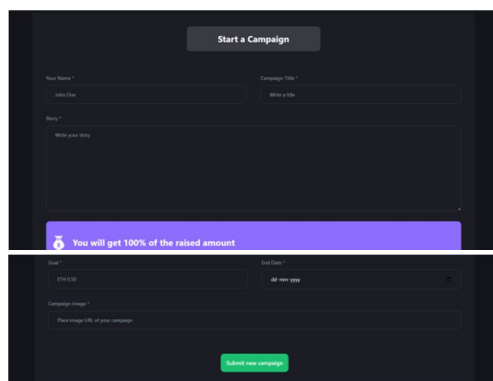 Start a Campaign
Your Name *
Campaign Title *
John Doe
Write a title
Story *
Write your story
You will get 100% of the raised amount
Goal *
End Date *
ETH 0.50
dd-mm-yyyy
Campaign image *
Place image URL of your campaign
Submit new campaign